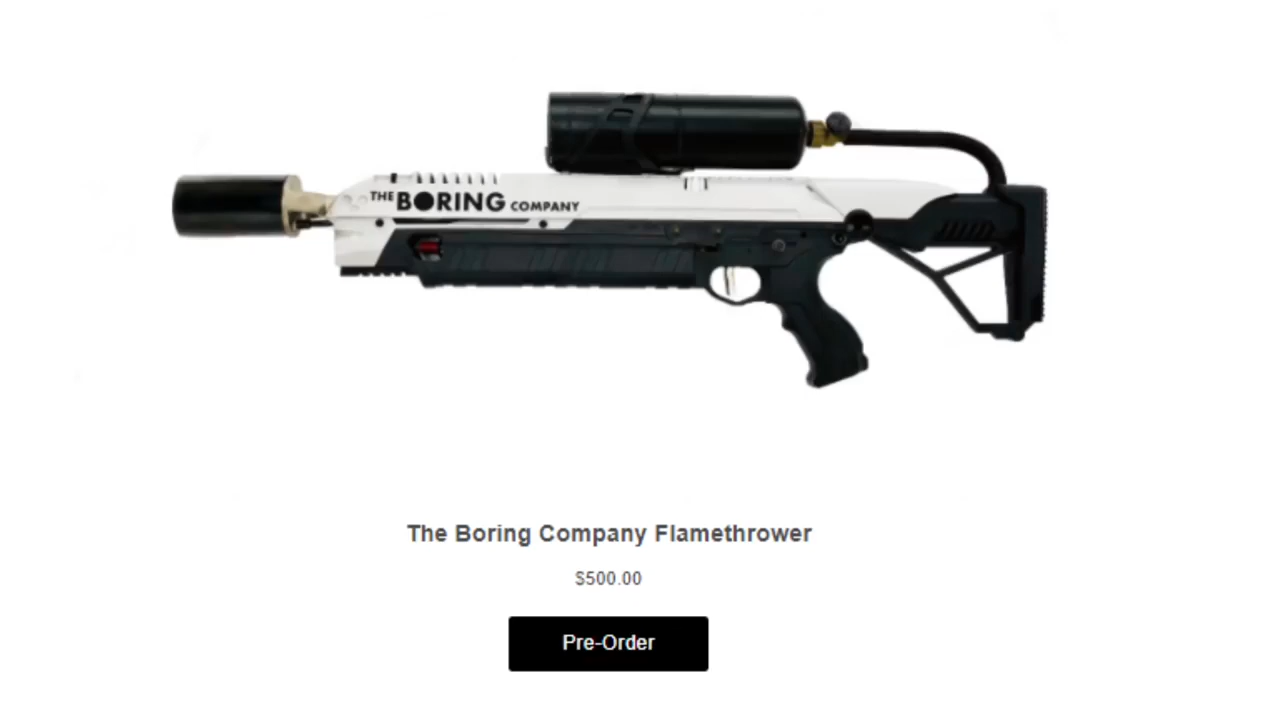 THE BORING COMPANY
The Boring Company Flamethrower
$500.00
Pre-Order